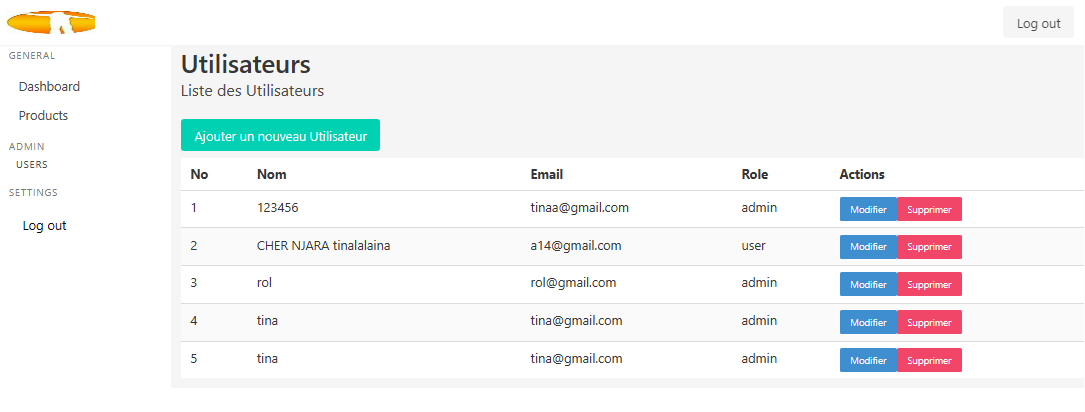 Log out
GENERAL
Dashboard
Products
ADMIN
USERS
SETTINGS
Log out
Utilisateurs
Liste des Utilisateurs
Ajouter un nouveau Utilisateur
No Nom Email Role Actions
1 123456 tinaa@gmail.com admin Modifier Supprimer
2 CHER NJARA tinalalaina a14@gmail.com user Modifier Supprimer
3 rol rol@gmail.com admin Modifier Supprimer
4 tina tina@gmail.com admin Modifier Supprimer
5 tina tina@gmail.com admin Modifier Supprimer